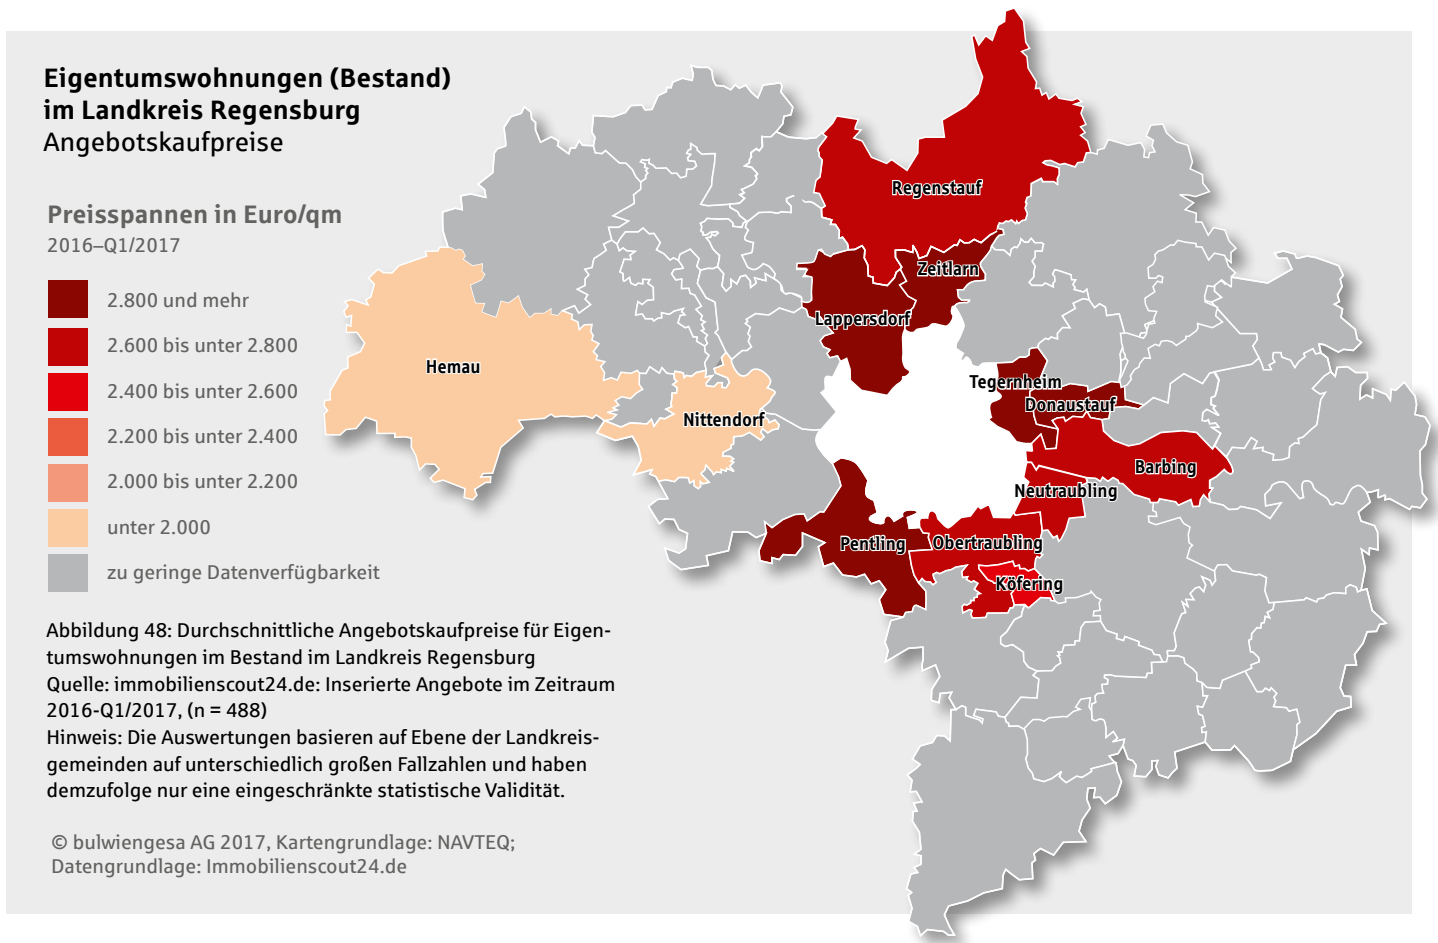 Eigentumswohnungen (Bestand)
im Landkreis Regensburg
Angebotskaufpreise
Preisspannen in Euro/qm
2016–Q1/2017
2.800 und mehr
2.600 bis unter 2.800
2.400 bis unter 2.600
2.200 bis unter 2.400
2.000 bis unter 2.200
unter 2.000
zu geringe Datenverfügbarkeit
Regenstauf
Zeitlarn
Lappersdorf
Hemau
Tegernheim
Donaustauf
Nittendorf
Barbing
Neutraubling
Pentling
Obertraubling
Köfering
Abbildung 48: Durchschnittliche Angebotskaufpreise für Eigen-
tumswohnungen im Bestand im Landkreis Regensburg
Quelle: immobilienscout24.de: Inserierte Angebote im Zeitraum
2016-Q1/2017, (n = 488)
Hinweis: Die Auswertungen basieren auf Ebene der Landkreis-
gemeinden auf unterschiedlich großen Fallzahlen und haben
demzufolge nur eine eingeschränkte statistische Validität.
© bulwiengesa AG 2017, Kartengrundlage: NAVTEQ;
Datengrundlage: Immobilienscout24.de